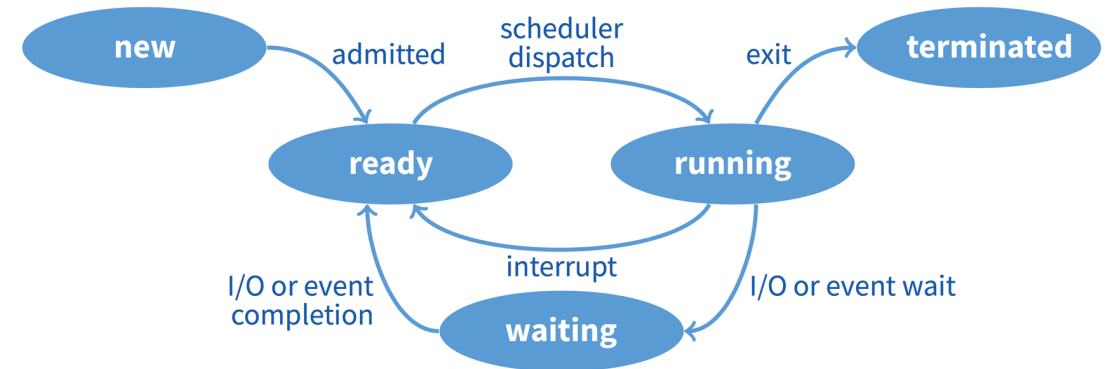 new
admitted
scheduler
dispatch
exit
terminated
ready
running
interrupt
I/O or event
completion
I/O or event wait
waiting